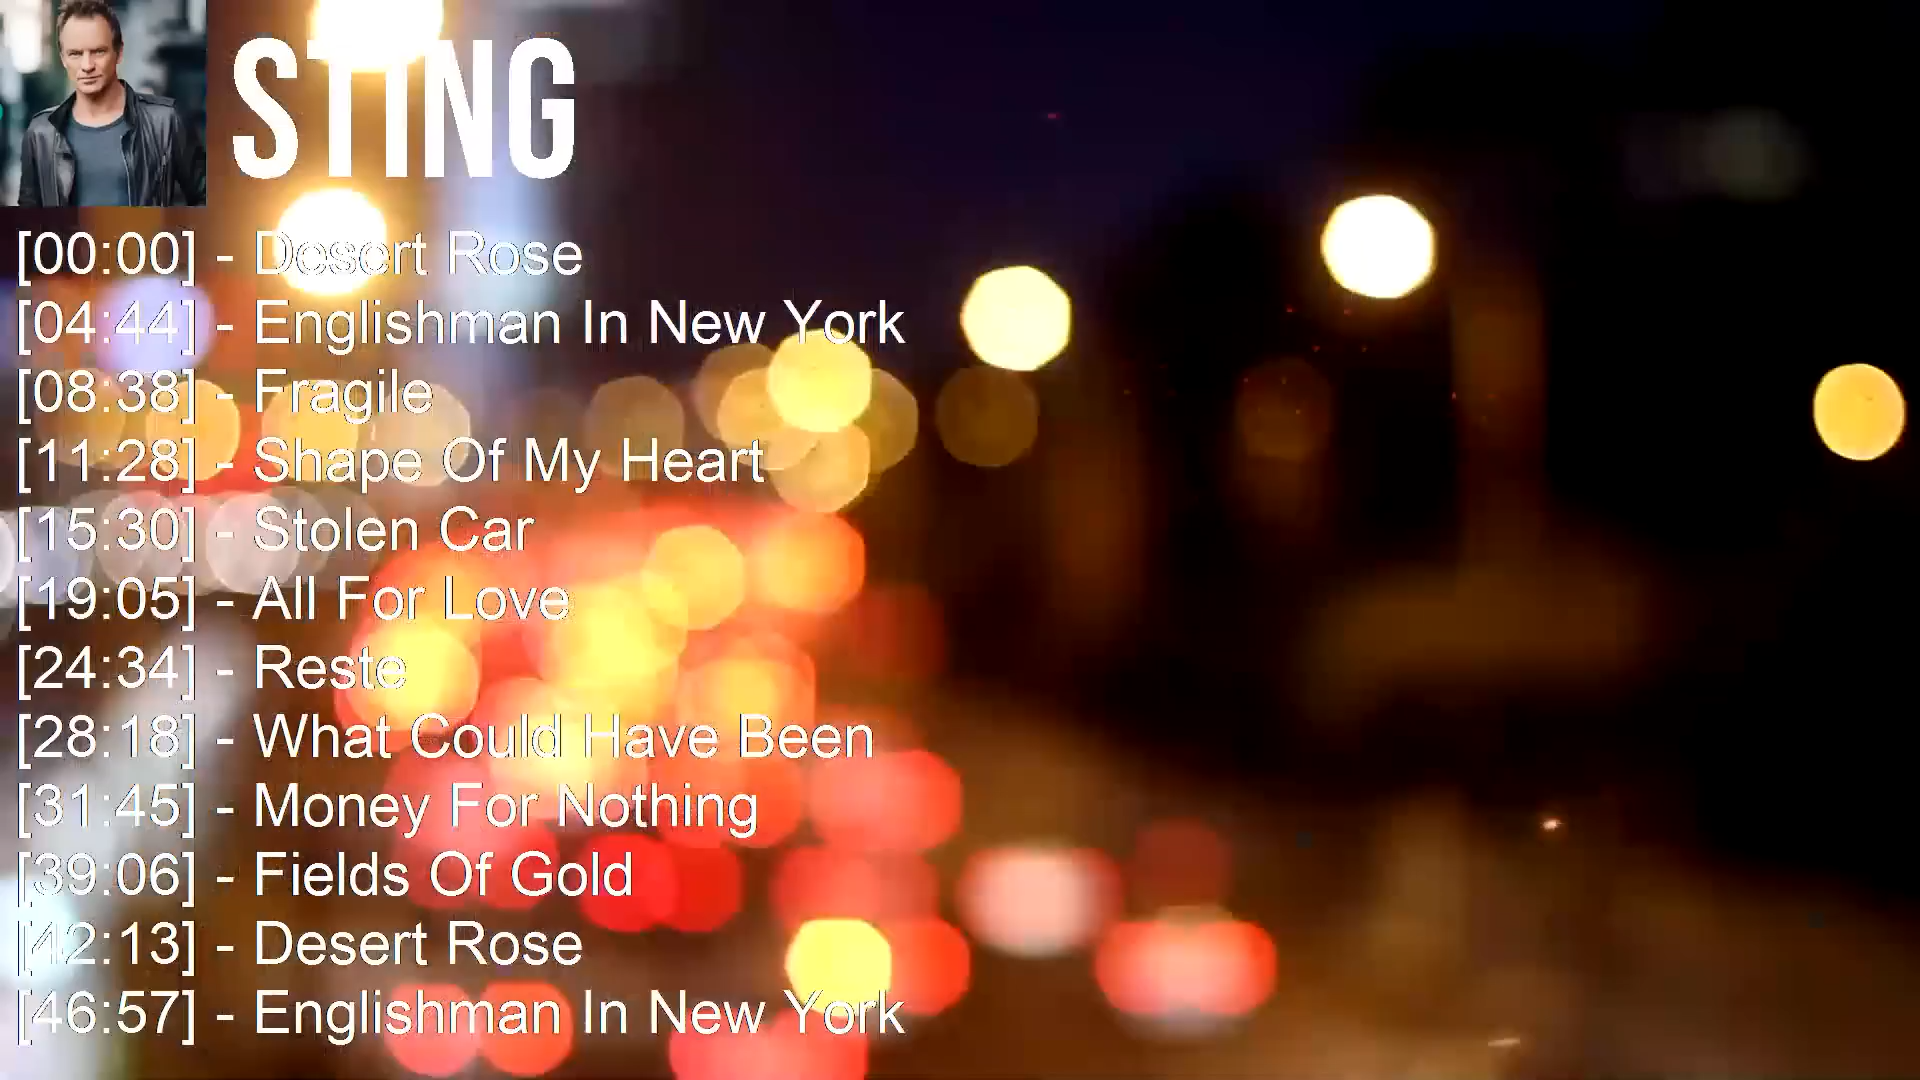 STING
[00:00] - Desert Rose
[04:44] - Englishman In New York
[08:38] - Fragile
[11:28] - Shape Of My Heart
[15:30] - Stolen Car
[19:05] - All For Love
[24:34] - Reste
[28:18] - What Could Have Been
[31:45] - Money For Nothing
[39:06] - Fields Of Gold
[42:13] - Desert Rose
[46:57] - Englishman In New York